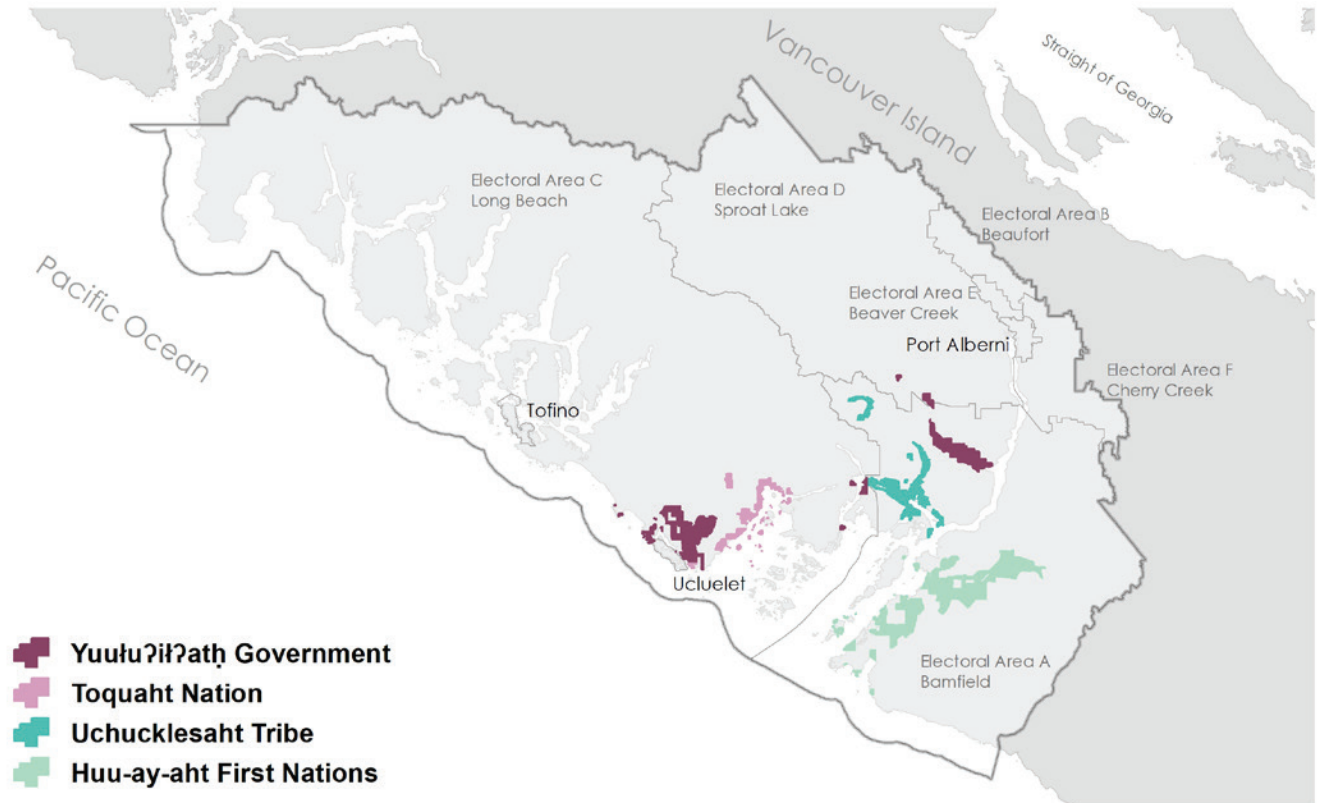 Vancouver Island
Straight of Georgia
Pacific Ocean
Electoral Area C
Long Beach
Electoral Area D
Sproat Lake
Electoral Area B
Beaufort
Electoral Area E
Beaver Creek
Port Alberni
Electoral Area F
Cherry Creek
Tofino
Ucluelet
Electoral Area A
Bamfield
Yuułuʔiłʔatḥ Government
Toquaht Nation
Uchucklesaht Tribe
Huu-ay-aht First Nations